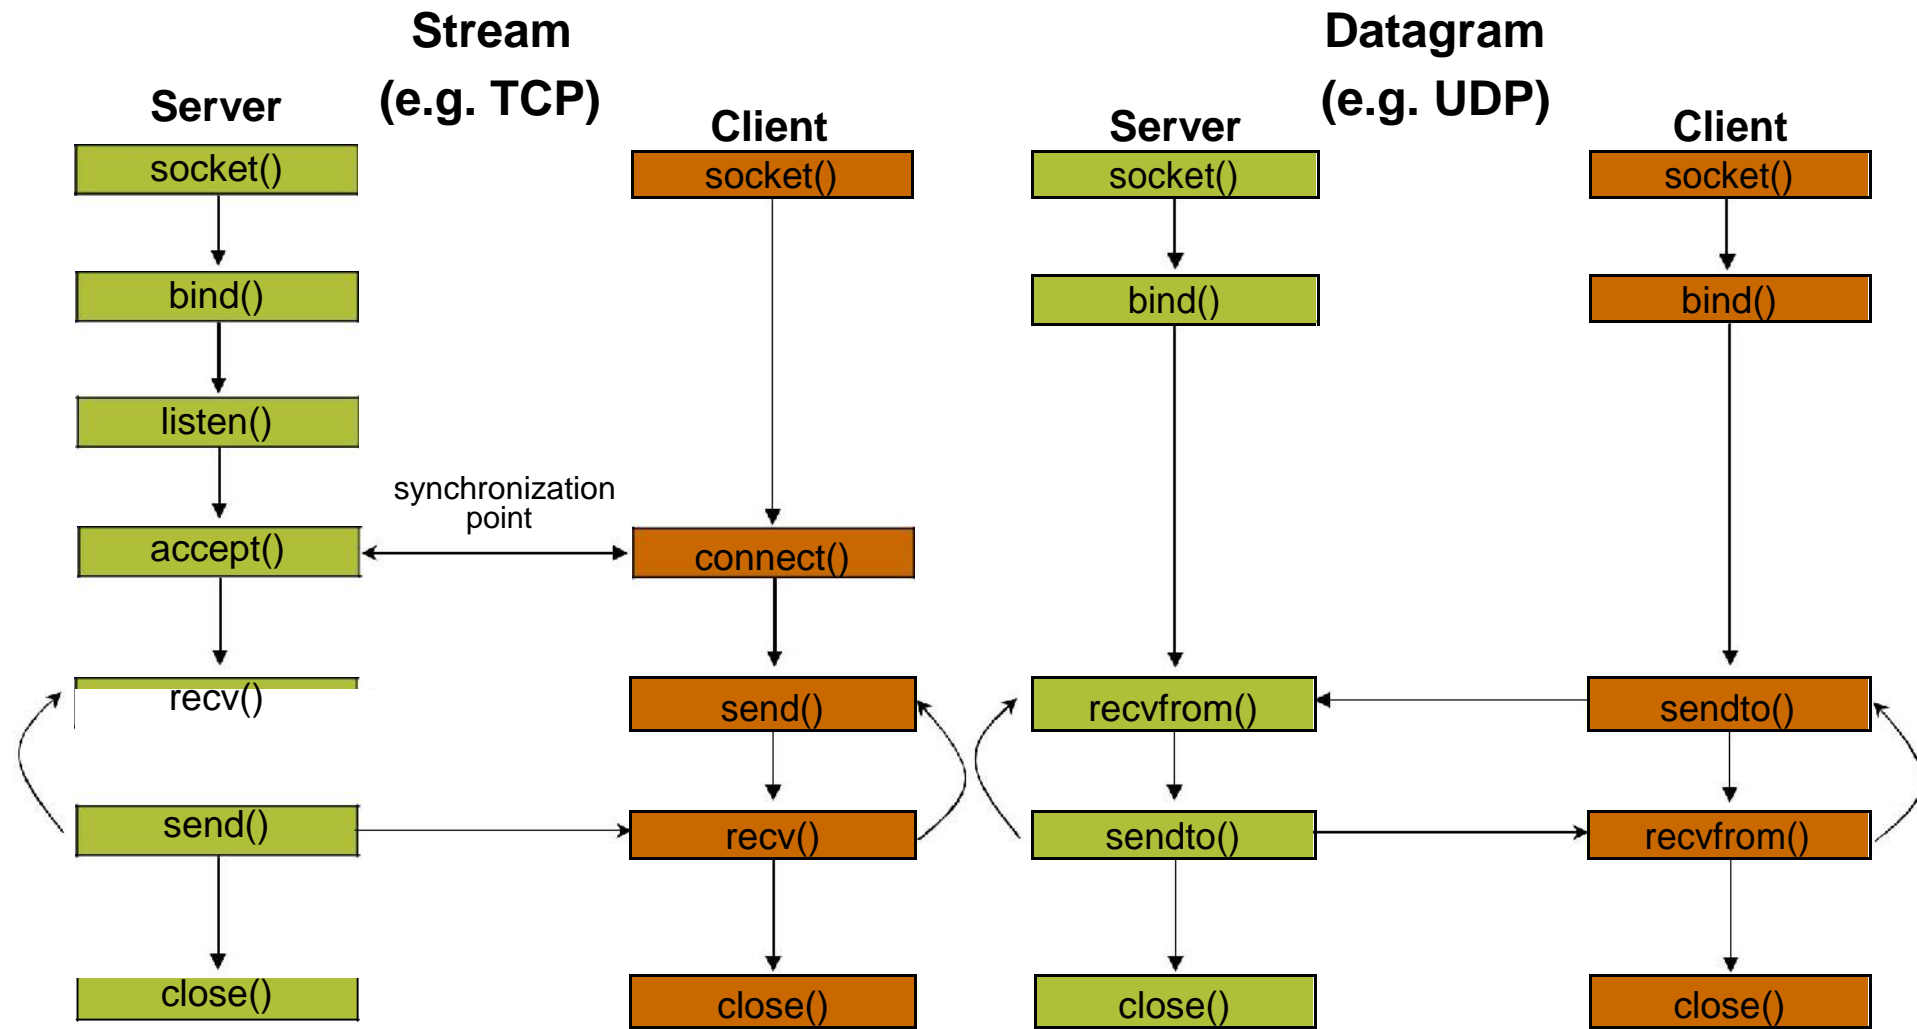 Stream
(e.g. TCP)
Server
Client
socket()
bind()
listen()
accept()
recv()
send()
close()
synchronization
point
socket()
connect()
send()
recv()
close()
Datagram
(e.g. UDP)
Server
Client
socket()
bind()
recvfrom()
sendto()
close()
socket()
bind()
sendto()
recvfrom()
close()